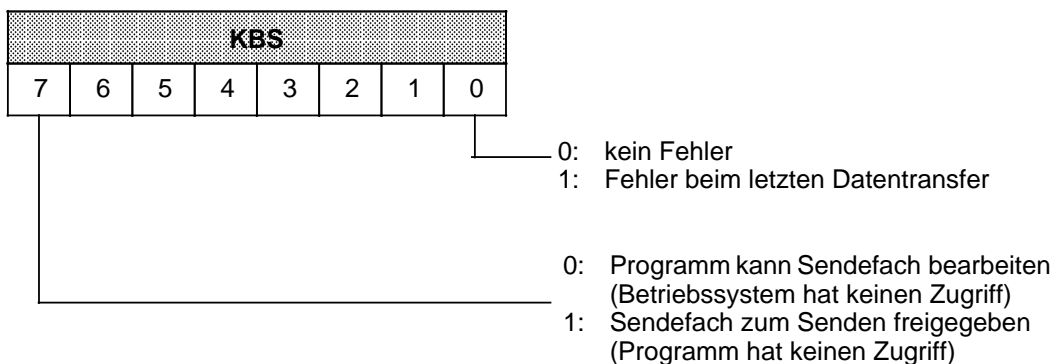 KBS
7 6 5 4 3 2 1 0
0: kein Fehler
1: Fehler beim letzten Datentransfer
0: Programm kann Sendefach bearbeiten
(Betriebssystem hat keinen Zugriff)
1: Sendefach zum Senden freigegeben
(Programm hat keinen Zugriff)